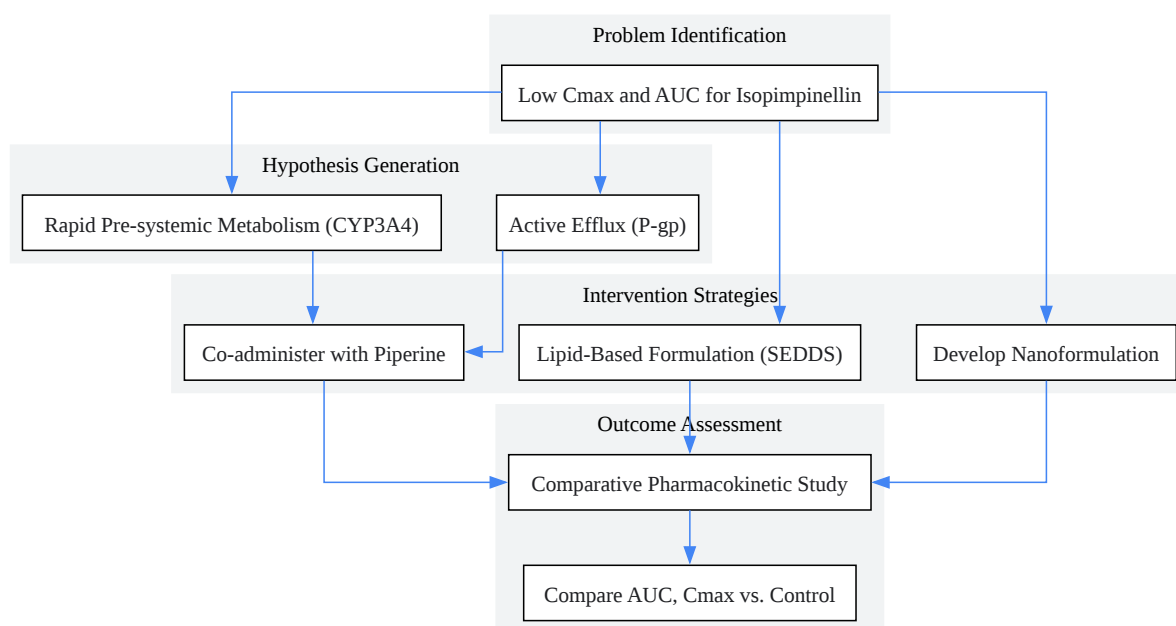 Problem Identification
Low Cmax and AUC for Isopimpinellin
Hypothesis Generation
Rapid Pre-systemic Metabolism (CYP3A4)
Active Efflux (P-gp)
Intervention Strategies
Co-administer with Piperine
Lipid-Based Formulation (SEDDS)
Develop Nanoformulation
Outcome Assessment
Comparative Pharmacokinetic Study
Compare AUC, Cmax vs. Control